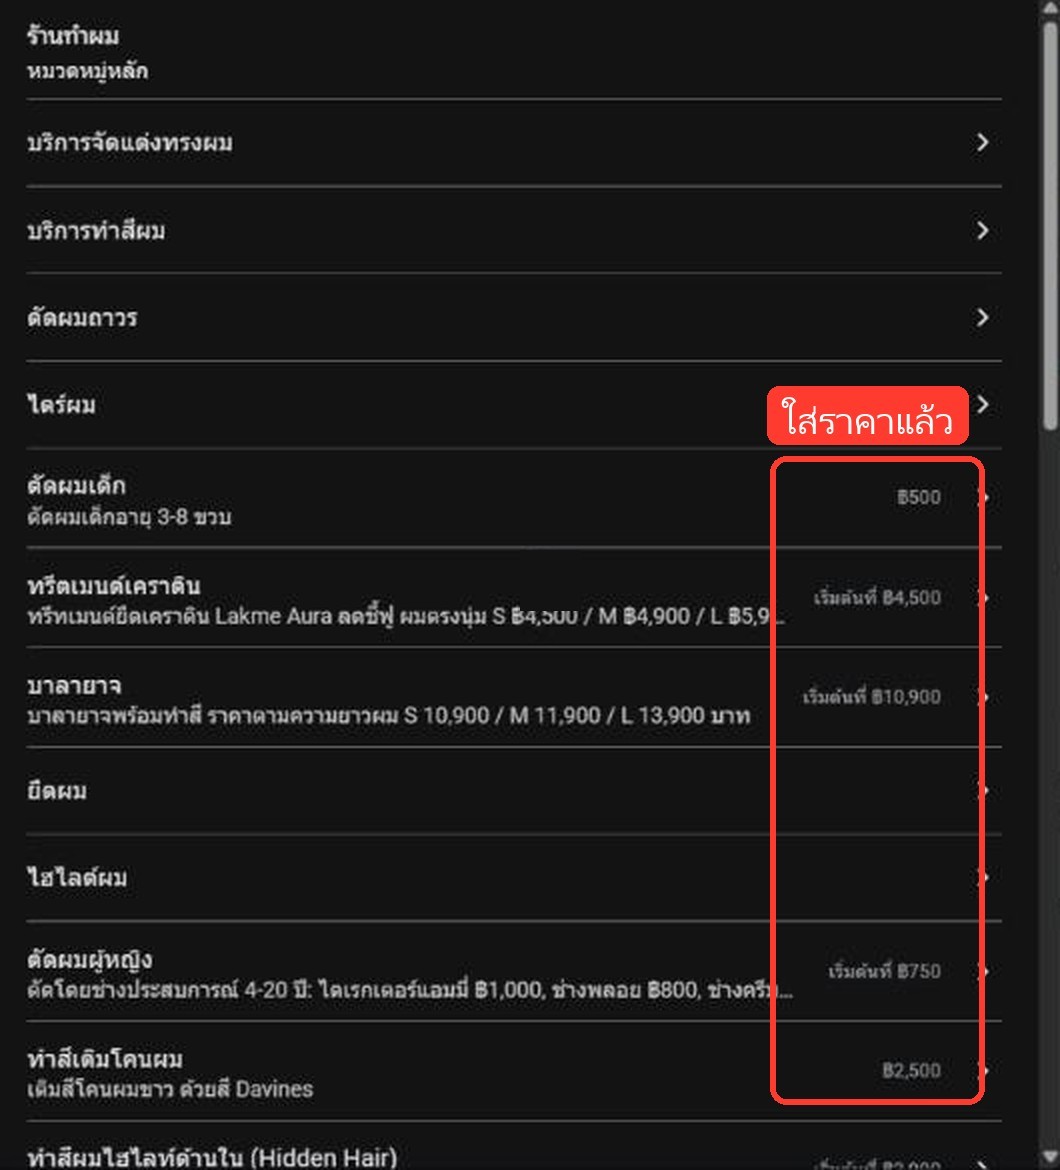 ร้านทำผม
หมวดหมู่หลัก
บริการจัดแต่งทรงผม
บริการทำสีผม
ดัดผมถาวร
ไดร์ผม
ใส่ราคาแล้ว
ตัดผมเด็ก
฿500
ตัดผมเด็กอายุ 3-8 ขวบ
ทรีตเมนต์เคราติน
เริ่มต้นที่ ฿4,500
ทรีทเมนต์ยืดเคราติน Lakme Aura ลดชี้ฟู ผมตรงนุ่ม S ฿4,500 / M ฿4,900 / L ฿5,9...
บาลายาจ
เริ่มต้นที่ ฿10,900
บาลายาจพร้อมทำสี ราคาตามความยาวผม S 10,900 / M 11,900 / L 13,900 บาท
ยืดผม
ไฮไลต์ผม
ตัดผมผู้หญิง
เริ่มต้นที่ ฿750
ตัดโดยช่างประสบการณ์ 4-20 ปี: ไดเรกเตอร์แอมมี่ ฿1,000, ช่างพลอย ฿800, ช่างครีม...
ทำสีเติมโคนผม
฿2,500
เติมสีโคนผมขาว ด้วยสี Davines
ทำสีผมไฮไลท์ด้านใน (Hidden Hair)